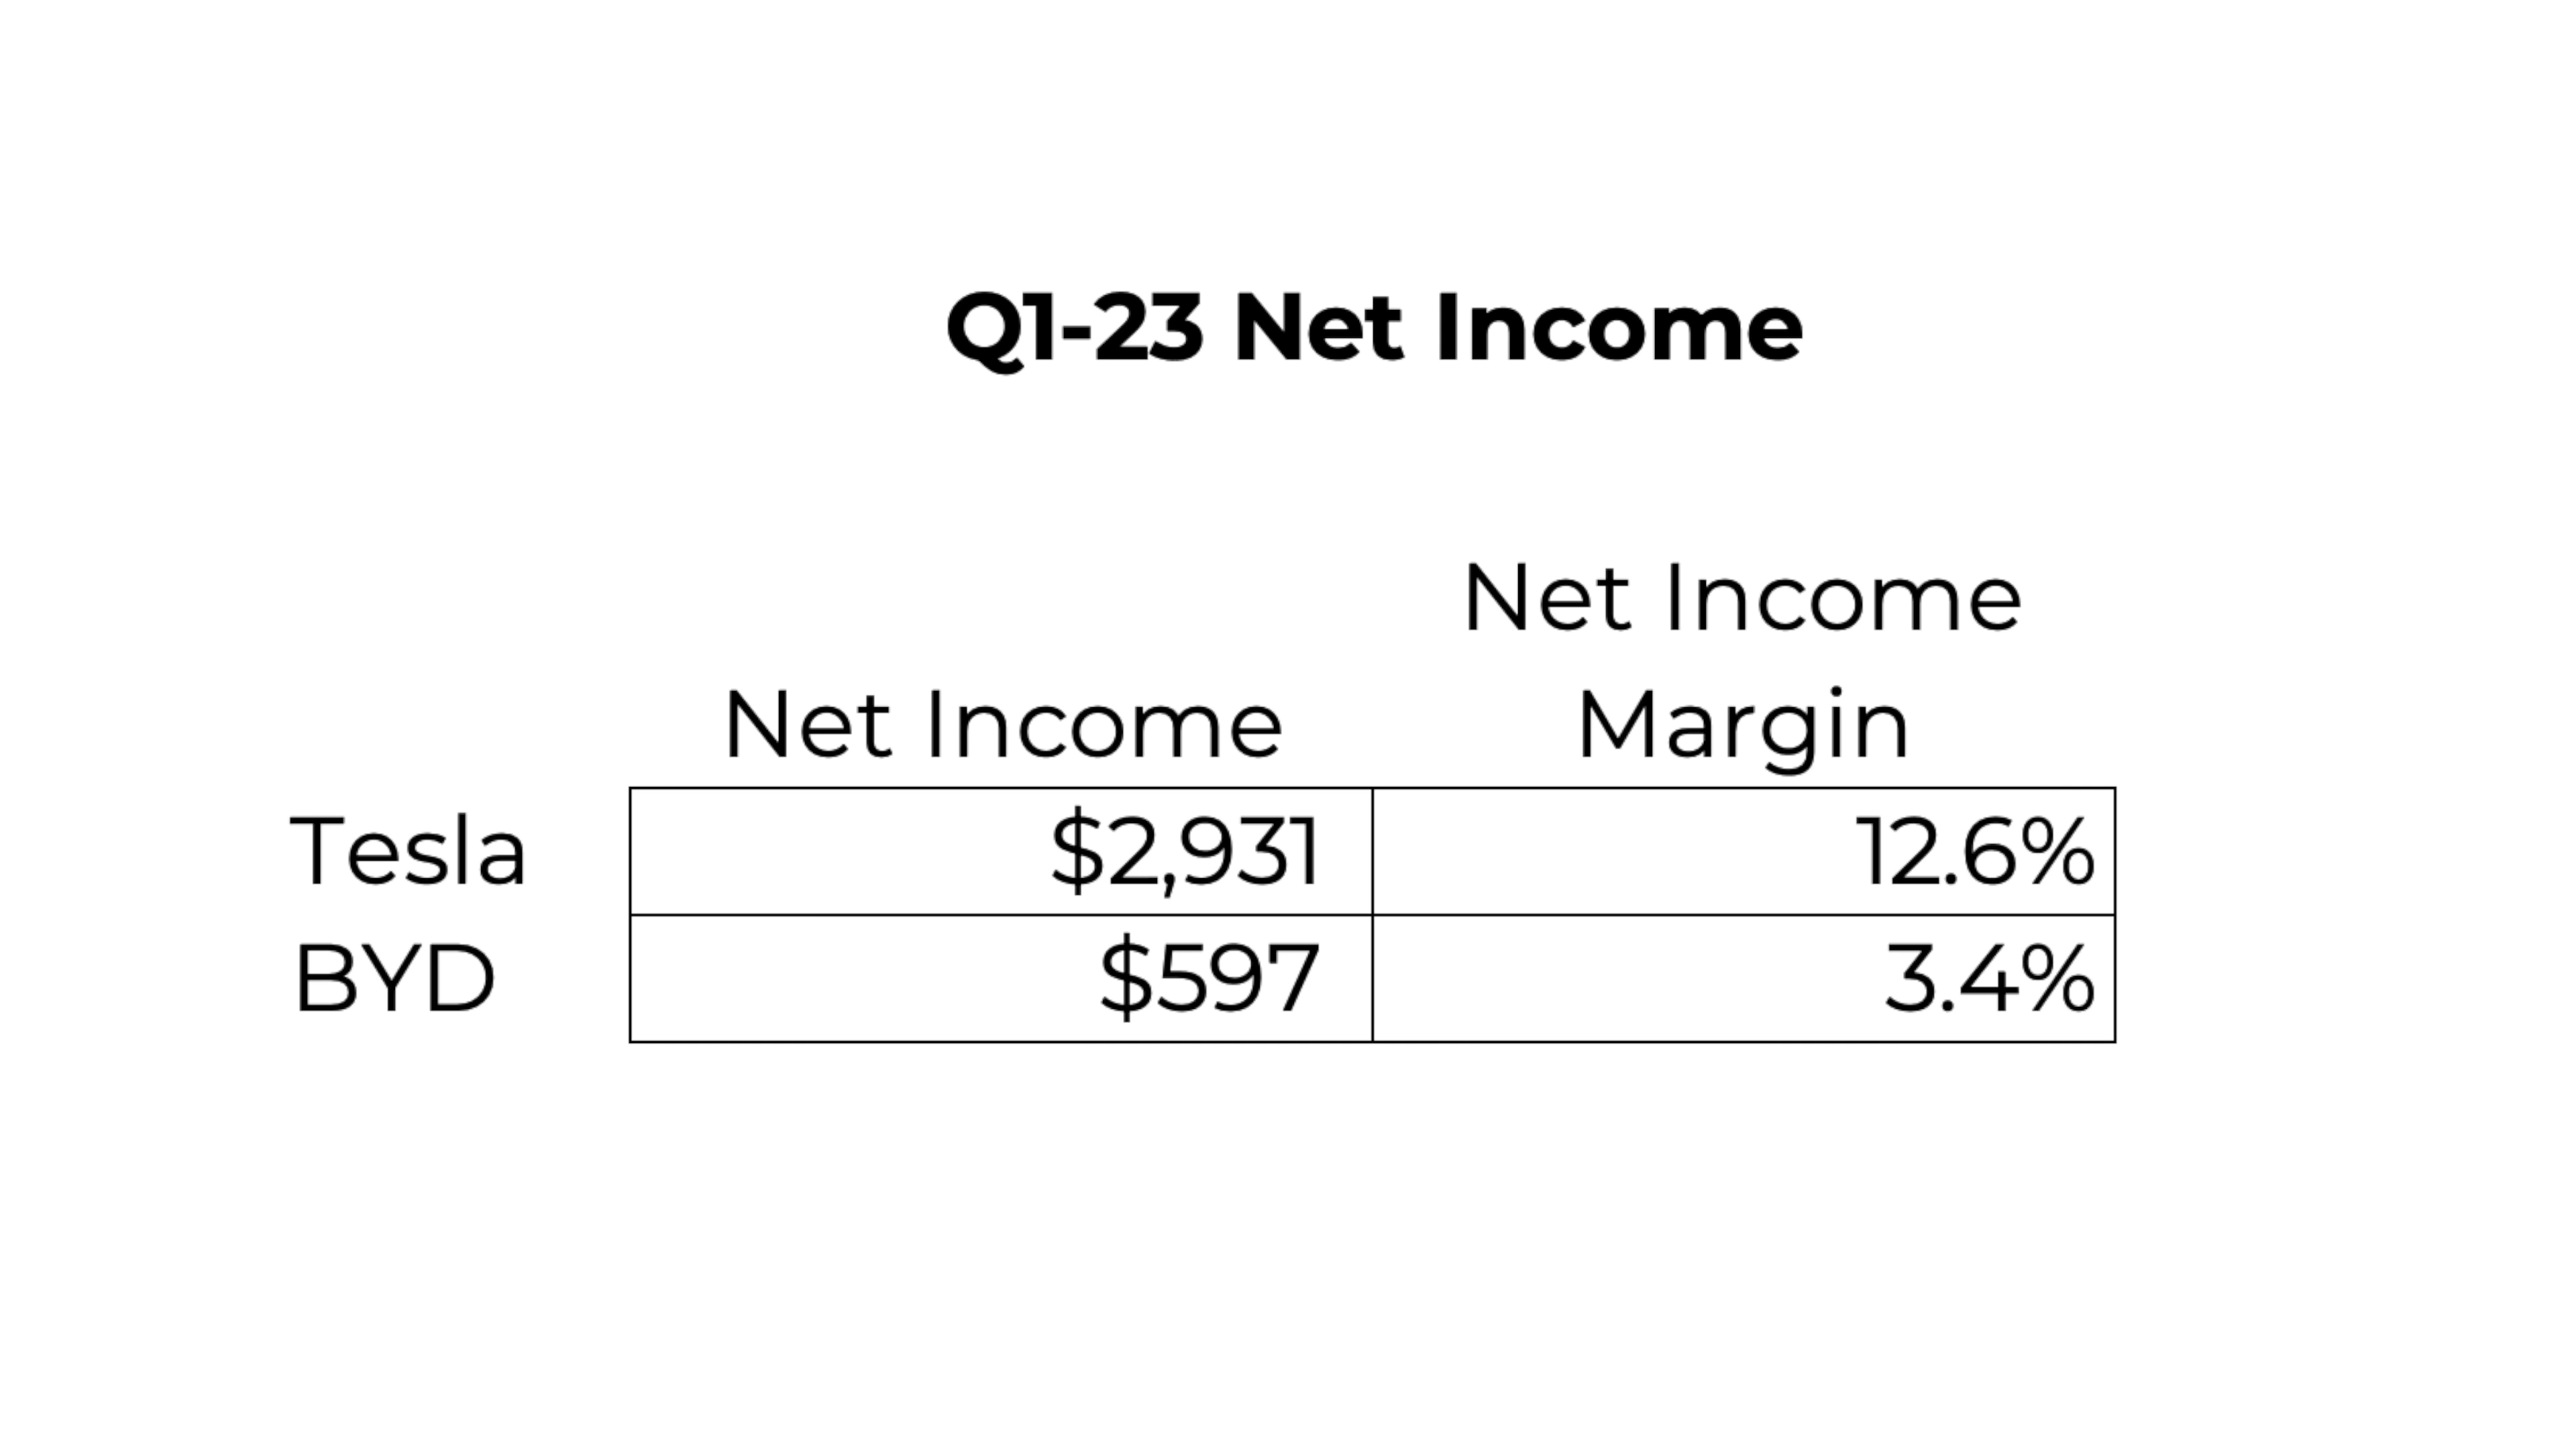 Q1-23 Net Income
Net Income
Net Income Margin
Tesla $2,931 12.6%
BYD $597 3.4%